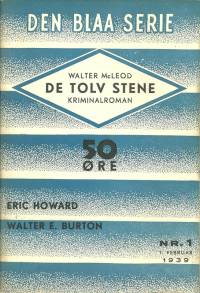 DEN BLAA SERIE
WALTER McLEOD
DE TOLV STENE
KRIMINALROMAN
50
ØRE
ERIC HOWARD
WALTER E. BURTON
NR. 1
1. FEBRUAR
1939